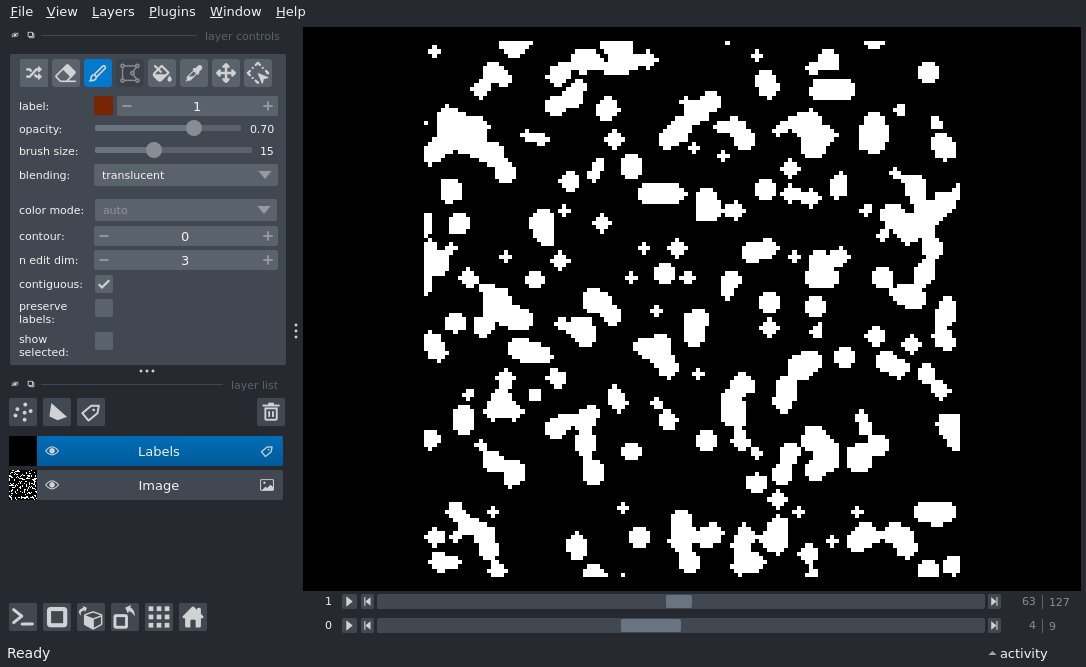 File View Layers Plugins Window Help
layer controls
label: 1
opacity: 0.70
brush size: 15
blending: translucent
color mode: auto
contour: 0
n edit dim: 3
contiguous:
preserve
labels:
show
selected:
layer list
Labels
Image
1 63 127
0 4 9
Ready activity